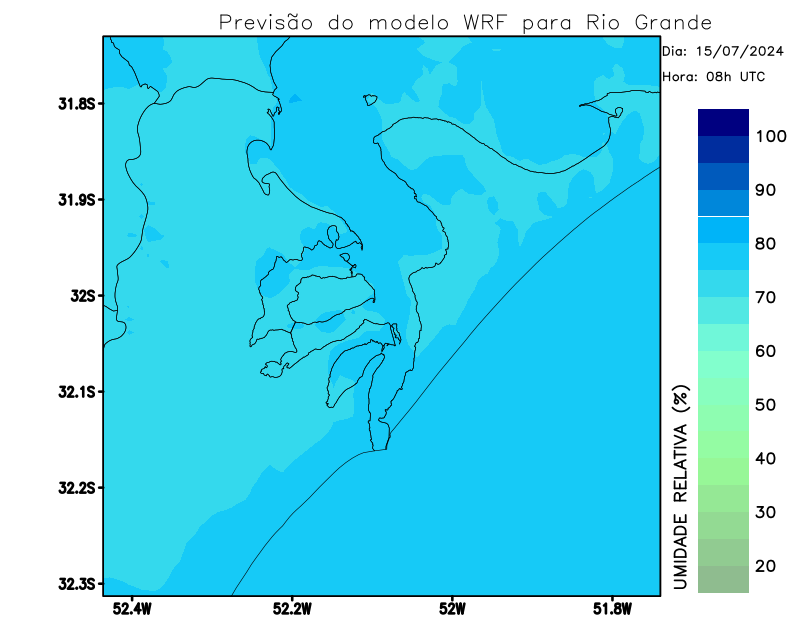 Previsão do modelo WRF para Rio Grande
Dia: 15/07/2024
Hora: 08h UTC
31.8S
31.9S
32S
32.1S
32.2S
32.3S
52.4W
52.2W
52W
51.8W
100
90
80
70
60
50
40
30
20
UMIDADE RELATIVA (%)